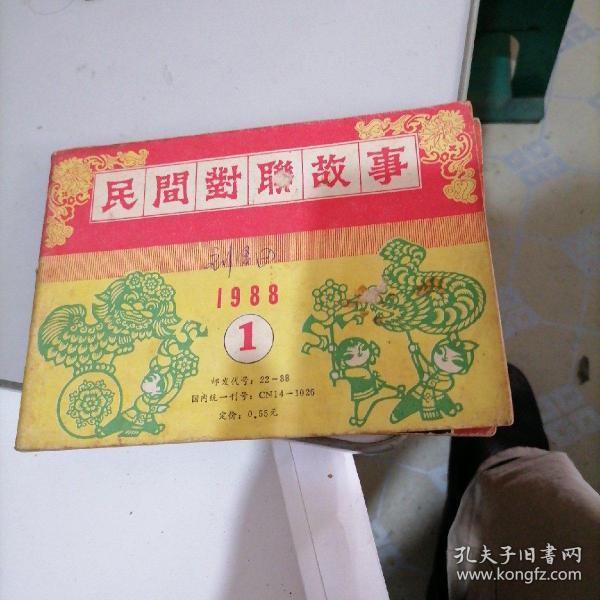 民間對聯故事
1988
1
邮发代号：22-88
国内统一刊号：CN14-1026
定价：0.55元
孔夫子旧书网
www.kongfz.com